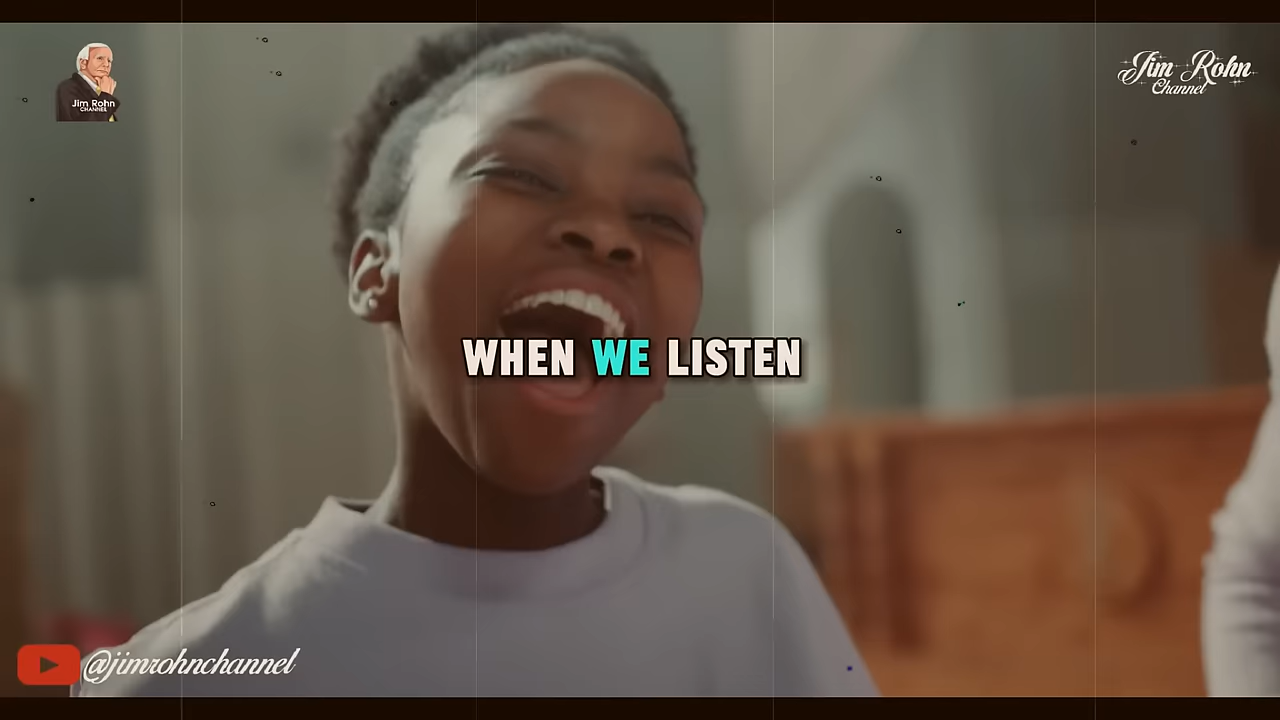 Jim Rohn
CHANNEL
Jim Rohn
Channel
WHEN WE LISTEN
@jimrohnchannel